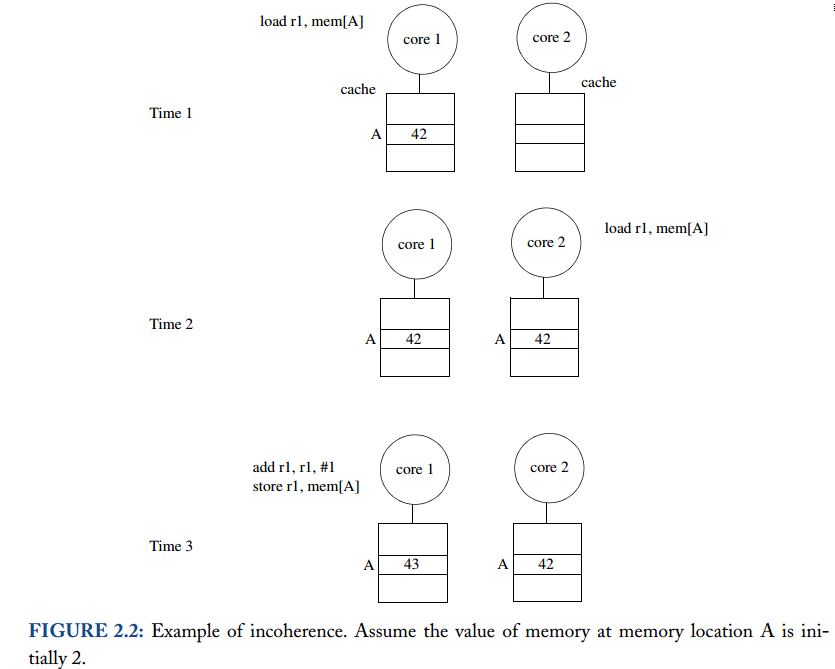 load r1, mem[A]
core 1
core 2
cache
cache
Time 1
A
42
core 1
core 2
load r1, mem[A]
Time 2
A
42
A
42
add r1, r1, #1
store r1, mem[A]
core 1
core 2
Time 3
A
43
A
42
FIGURE 2.2: Example of incoherence. Assume the value of memory at memory location A is ini-
tially 2.